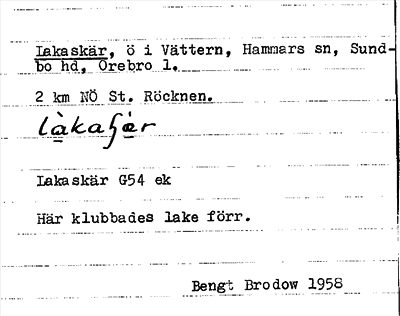 Lakaskär, ö i Vättern, Hammars sn, Sund-
bo hd, Örebro l.
2 km NÖ St. Röcknen.
Lakaskär G54 ek
Här klubbades lake förr.
Bengt Brodow 1958